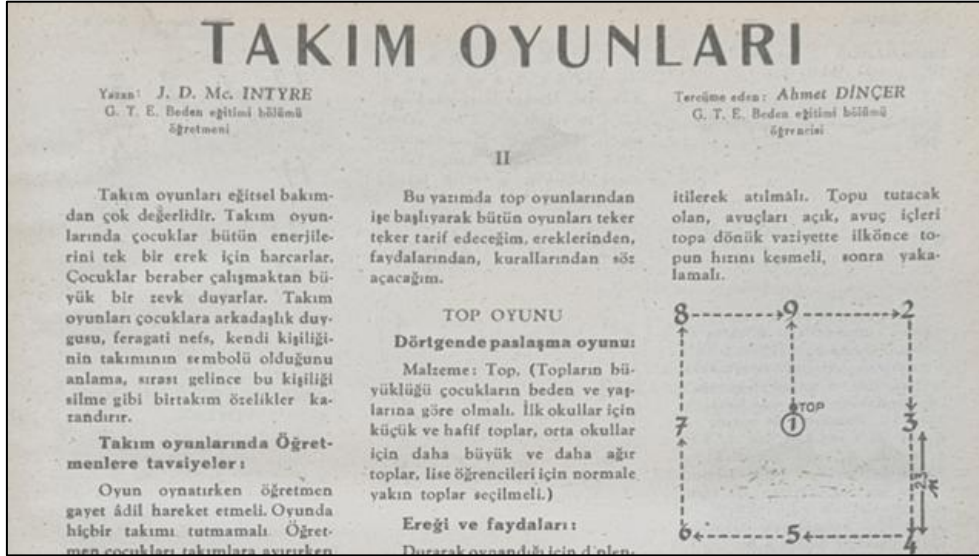 TAKIM OYUNLARI
Yazan: J. D. Mc. INTYRE
G. T. E. Beden eğitimi bölümü
öğretmeni
Tercüme eden: Ahmet DİNÇER
G. T. E. Beden eğitimi bölümü
öğrencisi
II
Takım oyunları eğitsel bakım-
dan çok değerlidir. Takım oyun-
larında çocuklar bütün enerjile-
rini tek bir erek için harcarlar.
Çocuklar beraber çalışmaktan bü-
yük bir zevk duyarlar. Takım
oyunları çocuklara arkadaşlık duy-
gusu, feragati nefs, kendi kişiliği-
nin takımının sembolü olduğunu
anlama, sırası gelince bu kişiliği
silme gibi birtakım özelikler ka-
zandırır.
Takım oyunlarında Öğret-
menlere tavsiyeler:
Oyun oynatırken öğretmen
gayet âdil hareket etmeli. Oyunda
hiçbir takımı tutmamalı. Öğret-
men çocukları takımlara ayırırken
Bu yazımda top oyunlarından
işe başlıyarak bütün oyunları teker
teker tarif edeceğim, ereklerinden,
faydalarından, kurallarından söz
açacağım.
TOP OYUNU
Dörtgende paslaşma oyunu:
Malzeme: Top. (Topların bü-
yüklüğü çocukların beden ve yaş-
larına göre olmalı. İlk okullar için
küçük ve hafif toplar, orta okullar
için daha büyük ve daha ağır
toplar, lise öğrencileri için normale
yakın toplar seçilmeli.)
Ereği ve faydaları:
Durarak oynandığı için dinlen-
itilerek atılmalı. Topu tutacak
olan, avuçları açık, avuç içleri
topa dönük vaziyette ilkönce to-
pun hızını kesmeli, sonra yaka-
lamalı.
8 9 2
TOP
7 1 3
6 5 4